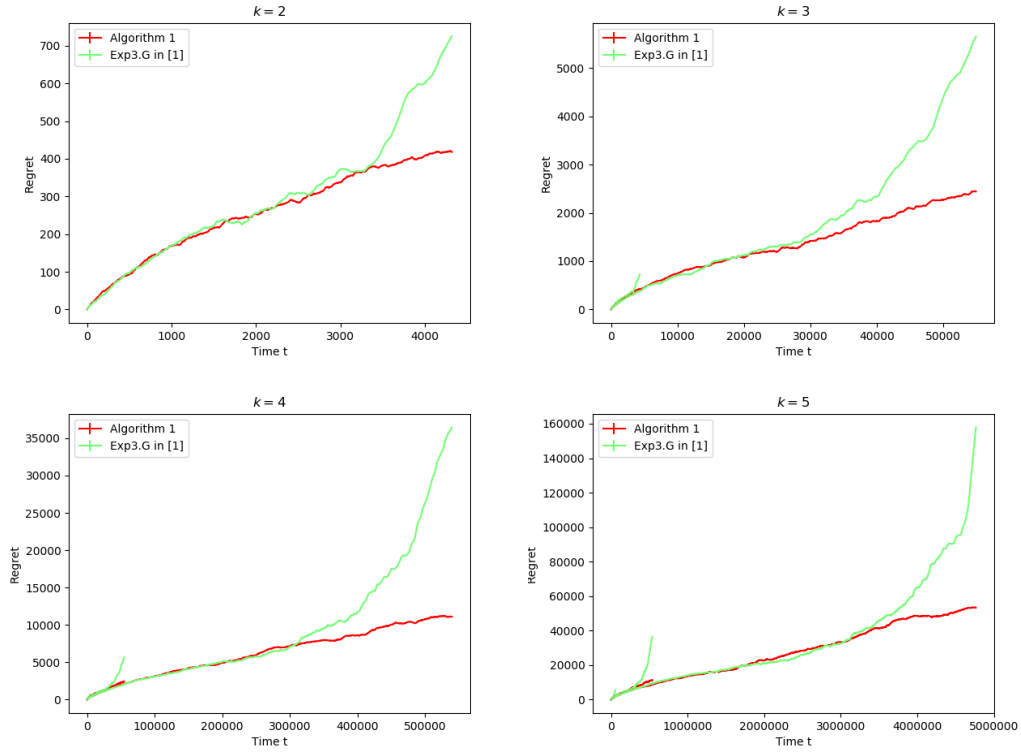 k = 2
700
600
500
400
300
200
100
0
Regret
Algorithm 1
Exp3.G in [1]
0 1000 2000 3000 4000
Time t
k = 3
5000
4000
3000
2000
1000
0
Regret
Algorithm 1
Exp3.G in [1]
0 10000 20000 30000 40000 50000
Time t
k = 4
35000
30000
25000
20000
15000
10000
5000
0
Regret
Algorithm 1
Exp3.G in [1]
0 100000 200000 300000 400000 500000
Time t
k = 5
160000
140000
120000
100000
80000
60000
40000
20000
0
Regret
Algorithm 1
Exp3.G in [1]
0 1000000 2000000 3000000 4000000 5000000
Time t